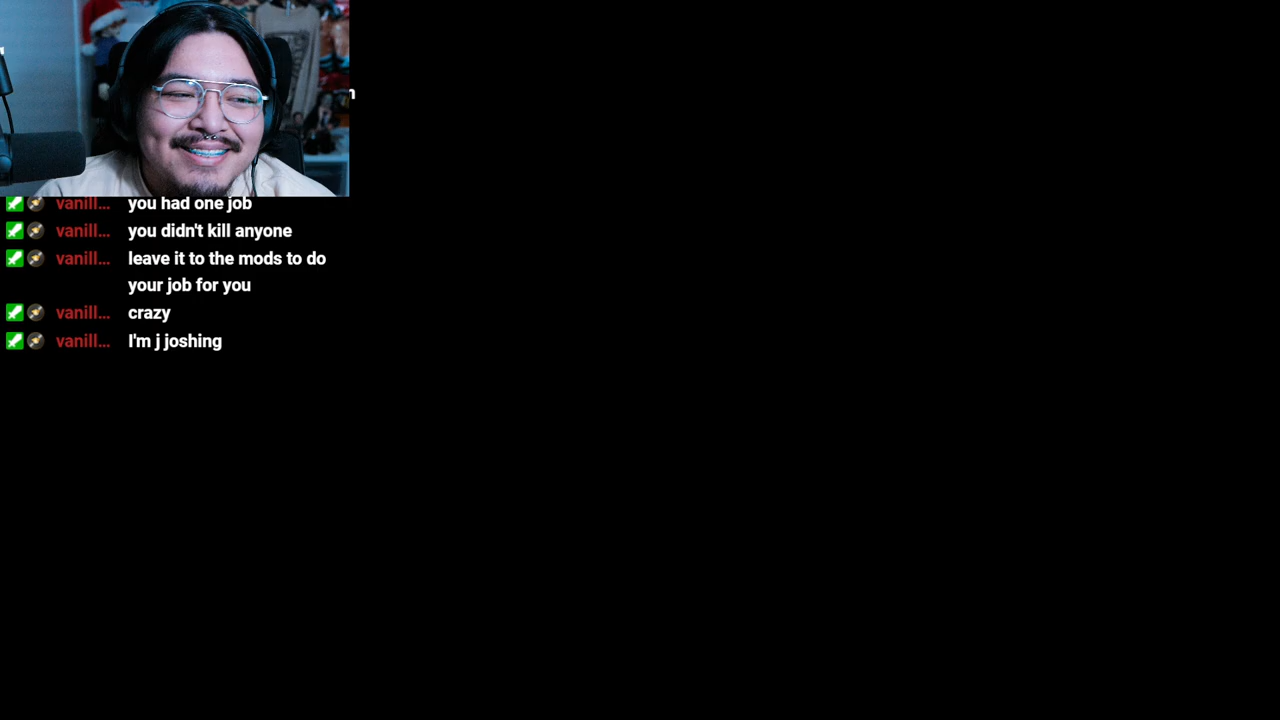 vanill... you had one job
vanill... you didn't kill anyone
vanill... leave it to the mods to do
your job for you
vanill... crazy
vanill... I'm j joshing